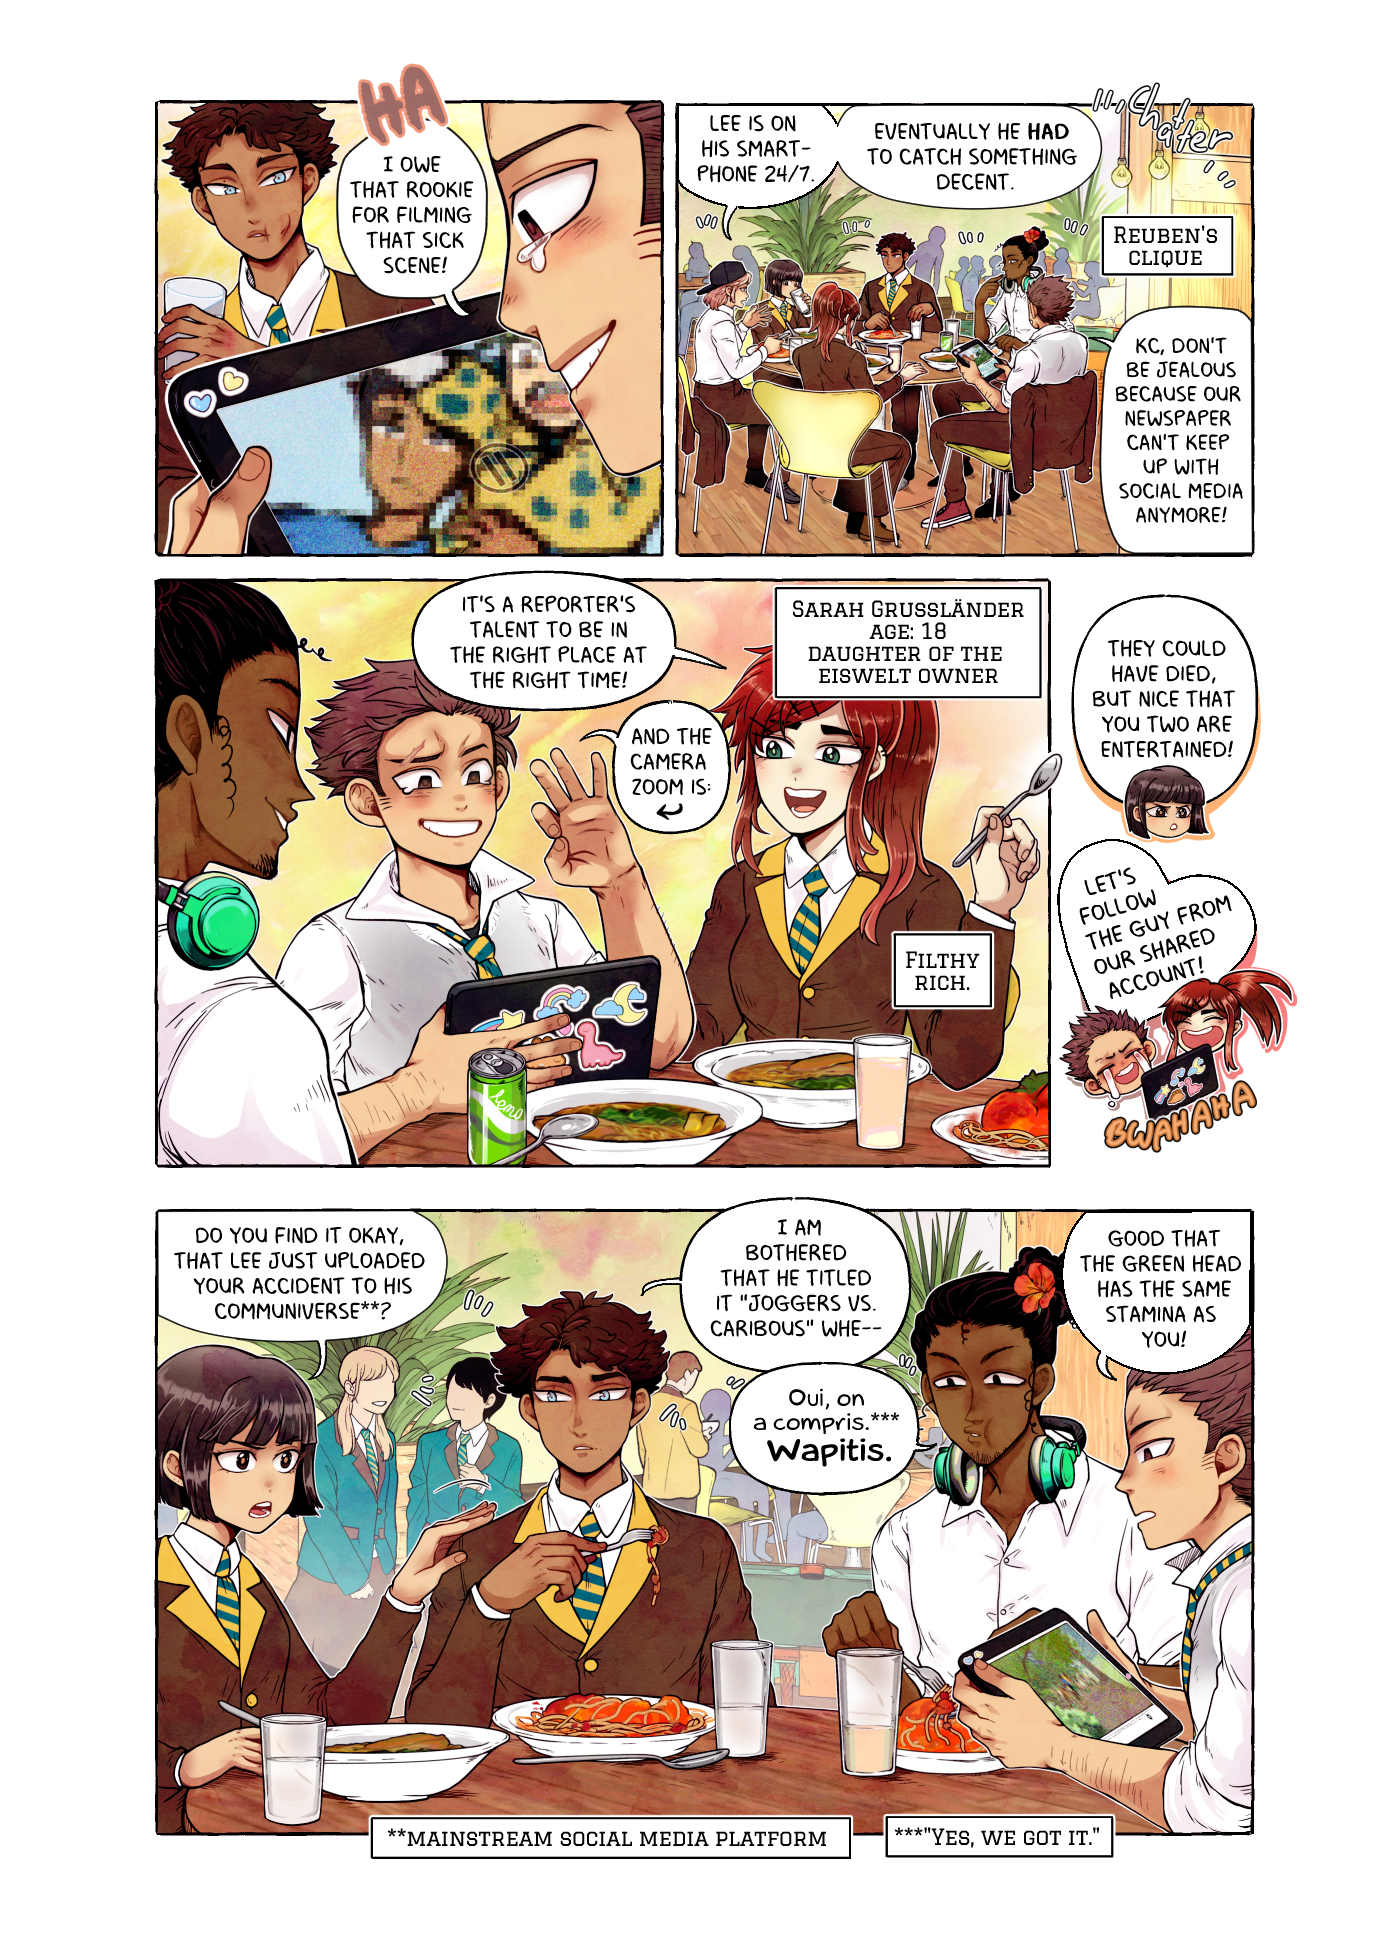 HA
I OWE
THAT ROOKIE
FOR FILMING
THAT SICK
SCENE!
LEE IS ON
HIS SMART-
PHONE 24/7.
EVENTUALLY HE HAD
TO CATCH SOMETHING
DECENT.
Chatter
REUBEN'S
CLIQUE
KC, DON'T
BE JEALOUS
BECAUSE OUR
NEWSPAPER
CAN'T KEEP
UP WITH
SOCIAL MEDIA
ANYMORE!
IT'S A REPORTER'S
TALENT TO BE IN
THE RIGHT PLACE AT
THE RIGHT TIME!
SARAH GRUSSLÄNDER
AGE: 18
DAUGHTER OF THE
EISWELT OWNER
AND THE
CAMERA
ZOOM IS:
FILTHY
RICH.
leno
THEY COULD
HAVE DIED,
BUT NICE THAT
YOU TWO ARE
ENTERTAINED!
LET'S
FOLLOW
THE GUY FROM
OUR SHARED
ACCOUNT!
BWAHAHA
DO YOU FIND IT OKAY,
THAT LEE JUST UPLOADED
YOUR ACCIDENT TO HIS
COMMUNIVERSE**?
I AM
BOTHERED
THAT HE TITLED
IT "JOGGERS VS.
CARIBOUS" WHE--
Oui, on
a compris.***
Wapitis.
GOOD THAT
THE GREEN HEAD
HAS THE SAME
STAMINA AS
YOU!
**MAINSTREAM SOCIAL MEDIA PLATFORM
***"YES, WE GOT IT."